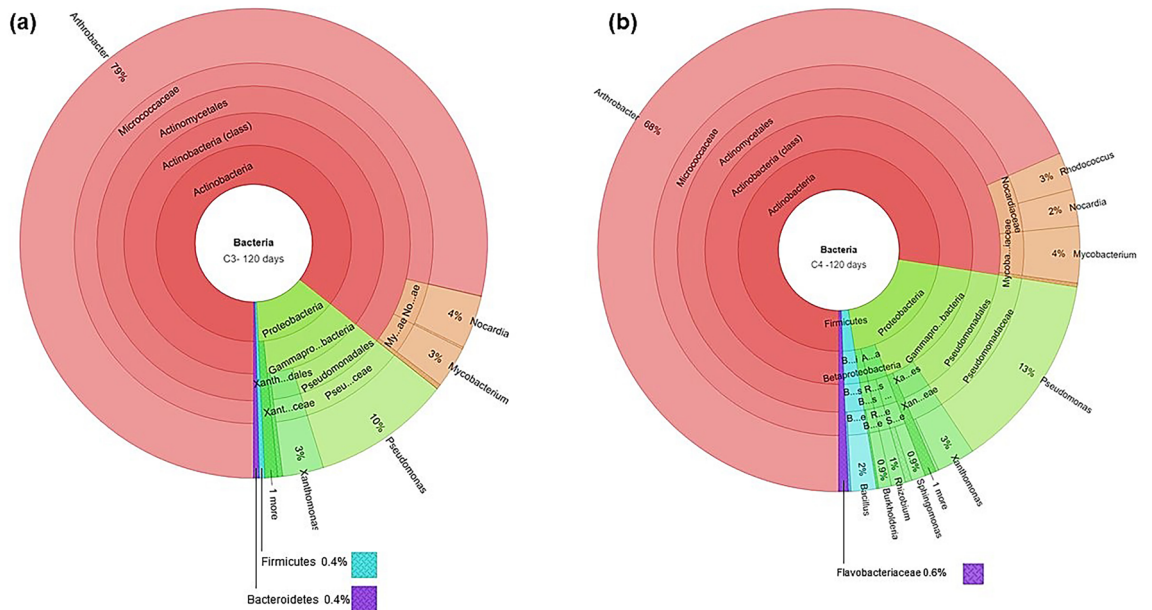 (a)
Arthrobacter
79%
Micrococcaceae
Actinomycetales
Actinobacteria (class)
Actinobacteria
Bacteria
C3- 120 days
Proteobacteria
Gammapro...bacteria
Xanth...dales
Pseudomonadales
Xant...ceae
Pseu...ceae
My...ae
No...ae
4%
Nocardia
3%
Mycobacterium
10%
Pseudomonas
3%
Xanthomonas
1 more
Firmicutes 0.4%
Bacteroidetes 0.4%
(b)
Arthrobacter 68%
Micrococcaceae
Actinomycetales
Actinobacteria (class)
Actinobacteria
Bacteria
C4 -120 days
Nocardiaceae
Mycoba...iaceae
3% Rhodococcus
2% Nocardia
4% Mycobacterium
Firmicutes
Proteobacteria
Gammapro...bacteria
Pseudomonadales
Pseudomonadaceae
B...i
A...a
Betaproteobacteria
B...s
R...s
Xa...es
B...s
...
B...e
R...e
Xan...eae
B...e
S...e
13% Pseudomonas
3%
Xanthomonas
1 more
0.9%
Sphingomonas
1%
Rhizobium
0.9%
Burkholderia
2%
Bacillus
Flavobacteriaceae 0.6%